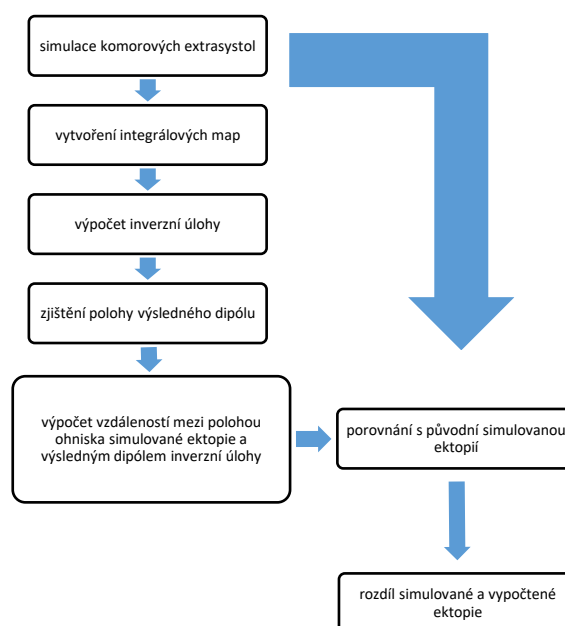 simulace komorových extrasystol
vytvoření integrálových map
výpočet inverzní úlohy
zjištění polohy výsledného dipólu
výpočet vzdáleností mezi polohou
ohniska simulované ektopie a
výsledným dipólem inverzní úlohy
porovnání s původní simulovanou
ektopií
rozdíl simulované a vypočtené
ektopie